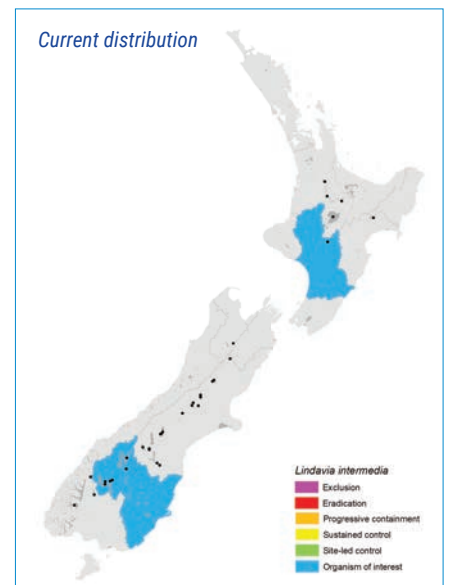 Current distribution
Lindavia intermedia
Exclusion
Eradication
Progressive containment
Sustained control
Site-led control
Organism of interest